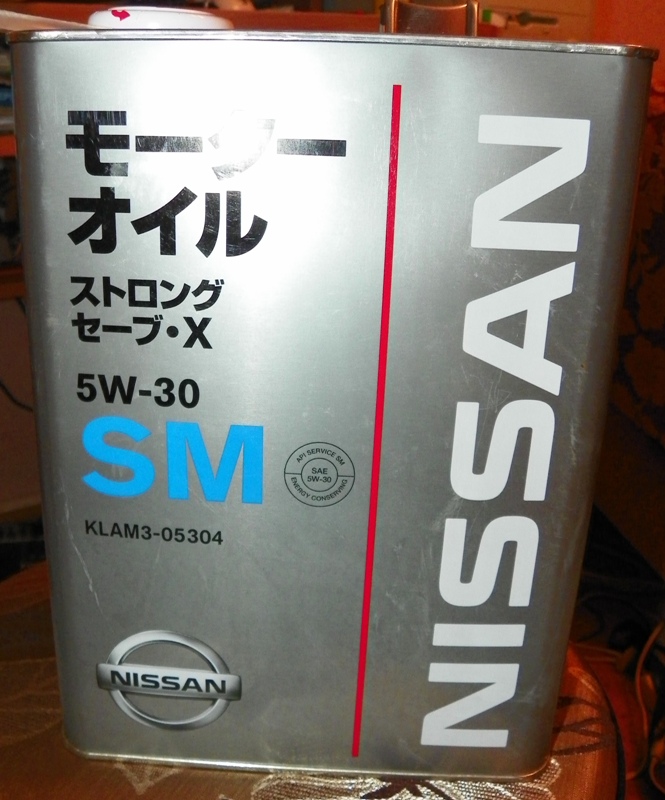 モーター
オイル
ストロング
セーブ・X
5W-30
SM
API SERVICE SM
SAE
5W-30
ENERGY CONSERVING
KLAM3-05304
NISSAN
NISSAN